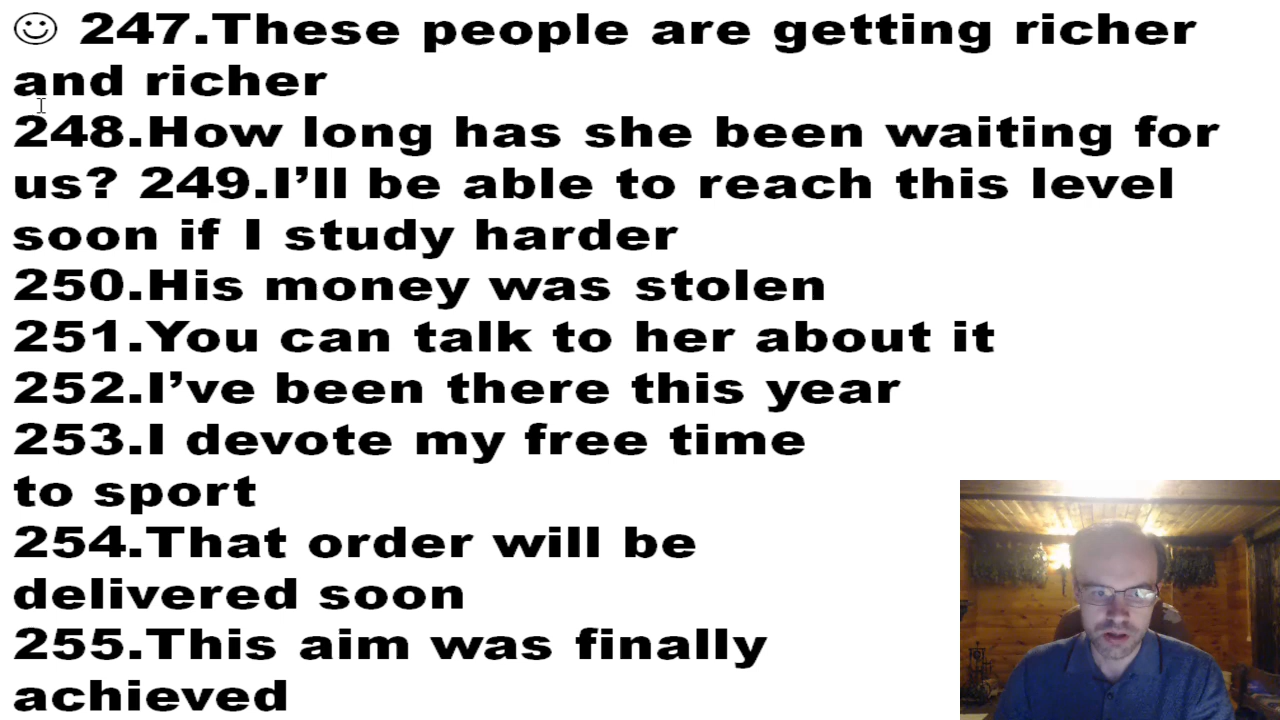 ☺ 247.These people are getting richer
and richer
248.How long has she been waiting for
us? 249.I’ll be able to reach this level
soon if I study harder
250.His money was stolen
251.You can talk to her about it
252.I’ve been there this year
253.I devote my free time
to sport
254.That order will be
delivered soon
255.This aim was finally
achieved